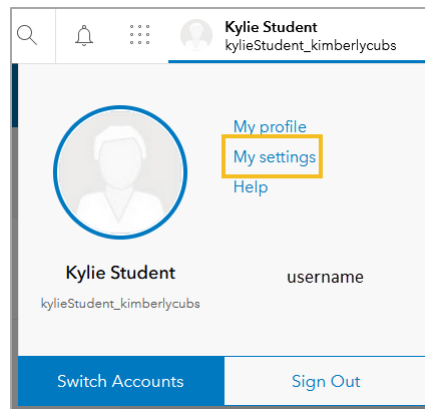 Kylie Student
kylieStudent_kimberlycubs
My profile
My settings
Help
Kylie Student
kylieStudent_kimberlycubs
username
Switch Accounts
Sign Out